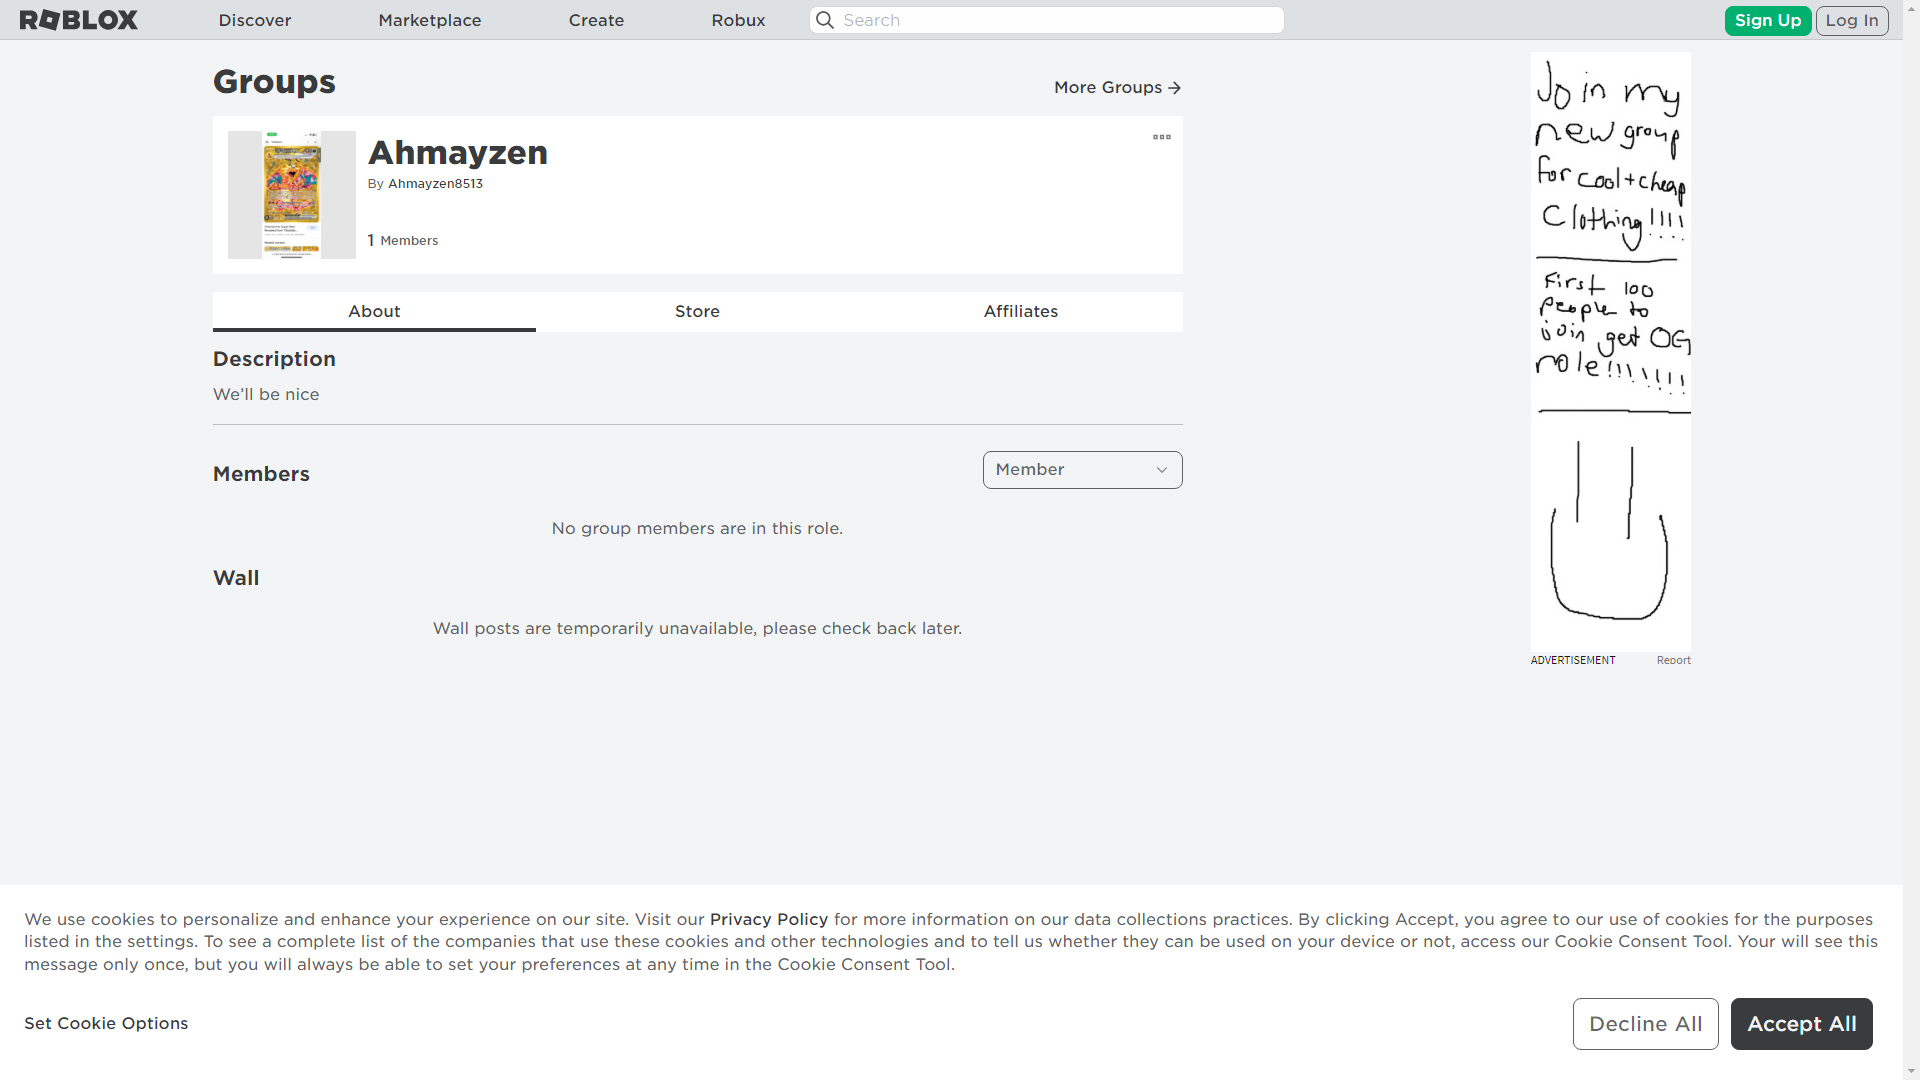 ROBLOX
Discover
Marketplace
Create
Robux
Search
Sign Up
Log In
Groups
More Groups
Ahmayzen
By Ahmayzen8513
1 Members
About
Store
Affiliates
Description
We’ll be nice
Members
Member
No group members are in this role.
Wall
Wall posts are temporarily unavailable, please check back later.
Join my
new group
for cool+cheap
Clothing!!!!
First 100
people to
join get OG
role!!!!!!!!
ADVERTISEMENT
Report
We use cookies to personalize and enhance your experience on our site. Visit our Privacy Policy for more information on our data collections practices. By clicking Accept, you agree to our use of cookies for the purposes
listed in the settings. To see a complete list of the companies that use these cookies and other technologies and to tell us whether they can be used on your device or not, access our Cookie Consent Tool. Your will see this
message only once, but you will always be able to set your preferences at any time in the Cookie Consent Tool.
Set Cookie Options
Decline All
Accept All